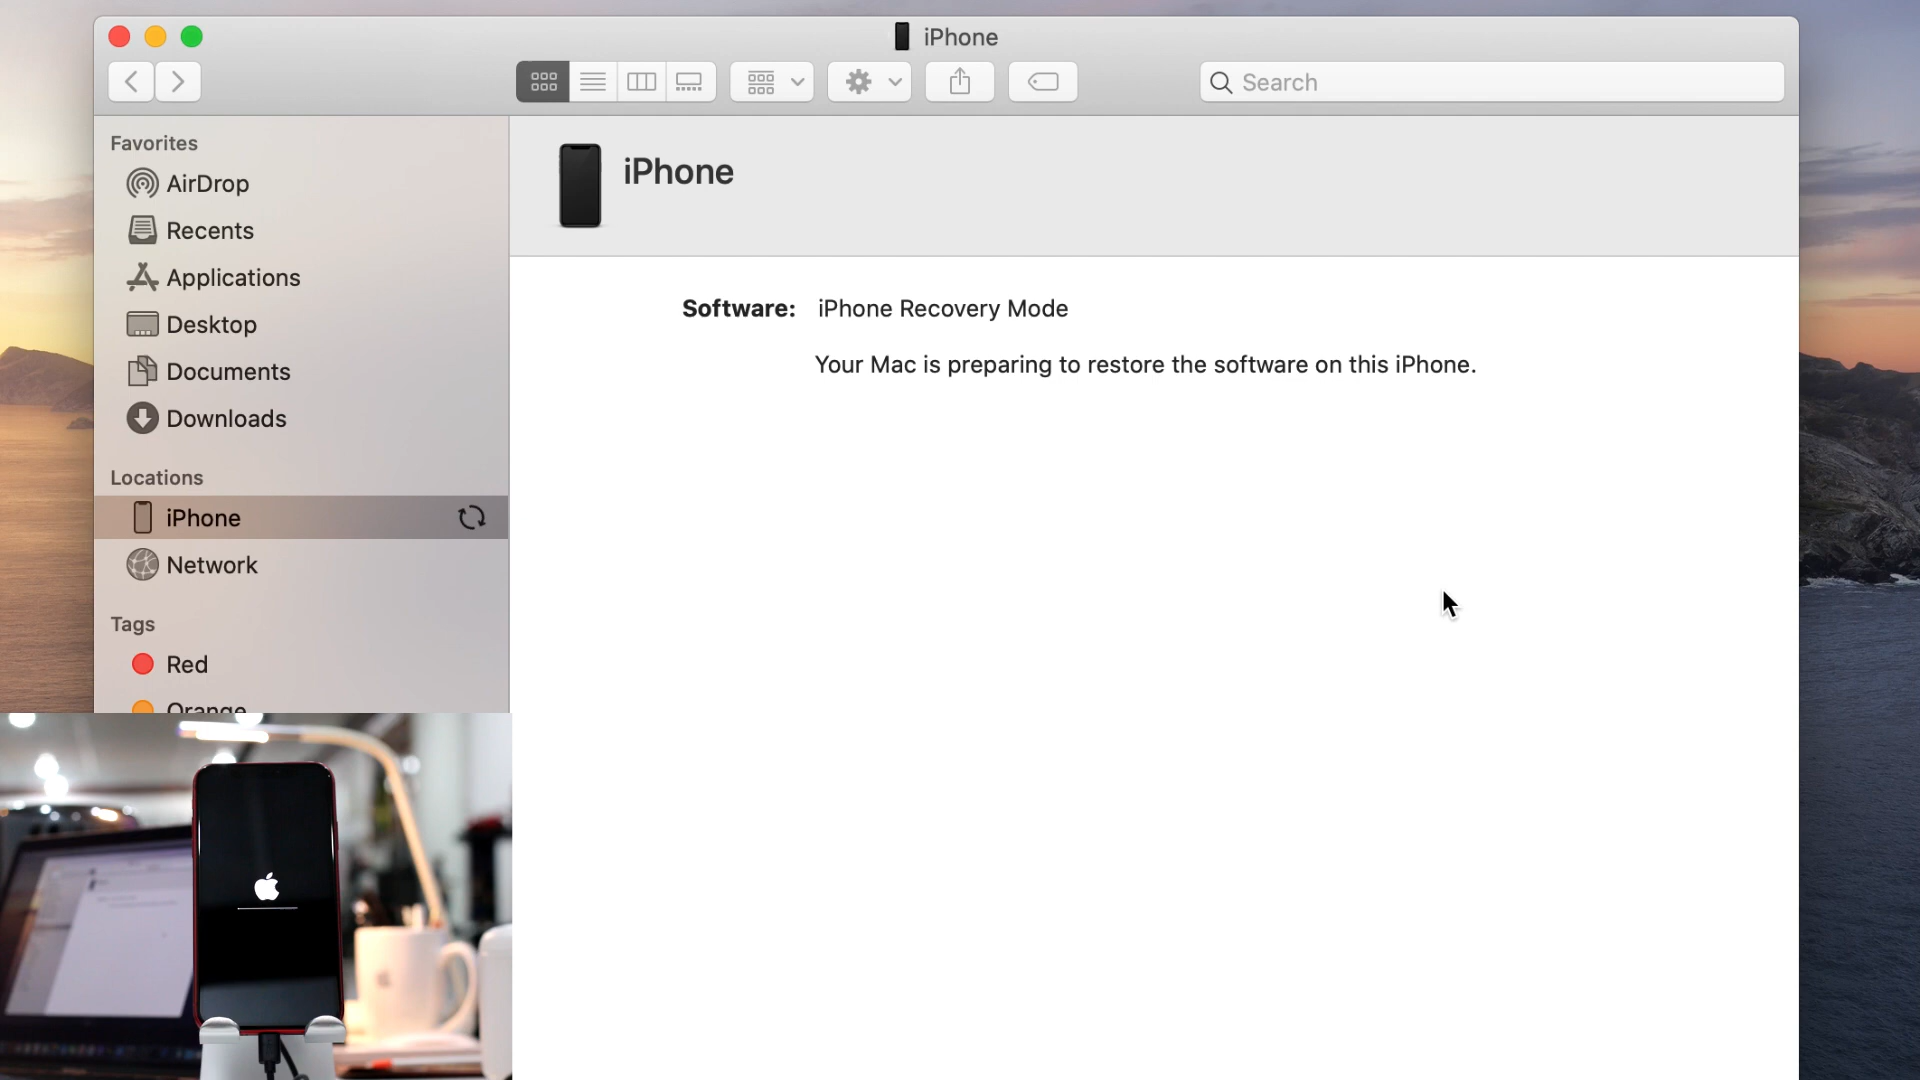 iPhone
Search
Favorites
AirDrop
Recents
Applications
Desktop
Documents
Downloads
Locations
iPhone
Network
Tags
Red
Orange
iPhone
Software: iPhone Recovery Mode
Your Mac is preparing to restore the software on this iPhone.